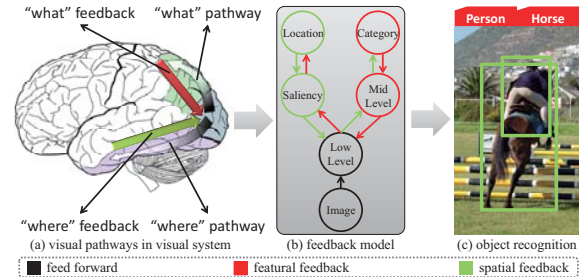 "what" feedback
"what" pathway
"where" feedback
"where" pathway
(a) visual pathways in visual system
Location
Category
Saliency
Mid
Level
Low
Level
Image
(b) feedback model
Person
Horse
(c) object recognition
feed forward
featural feedback
spatial feedback